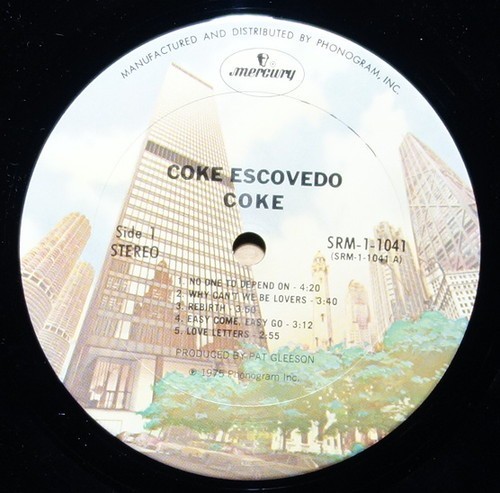 MANUFACTURED AND DISTRIBUTED BY PHONOGRAM, INC.
mercury
COKE ESCOVEDO
COKE
Side 1
STEREO
SRM-1-1041
(SRM-1-1041 A)
1. NO ONE TO DEPEND ON - 4:20
2. WHY CAN'T WE BE LOVERS - 3:40
3. REBIRTH - 3:50
4. EASY COME, EASY GO - 3:12
5. LOVE LETTERS - 2:55
PRODUCED BY PAT GLEESON
℗ 1975 Phonogram Inc.